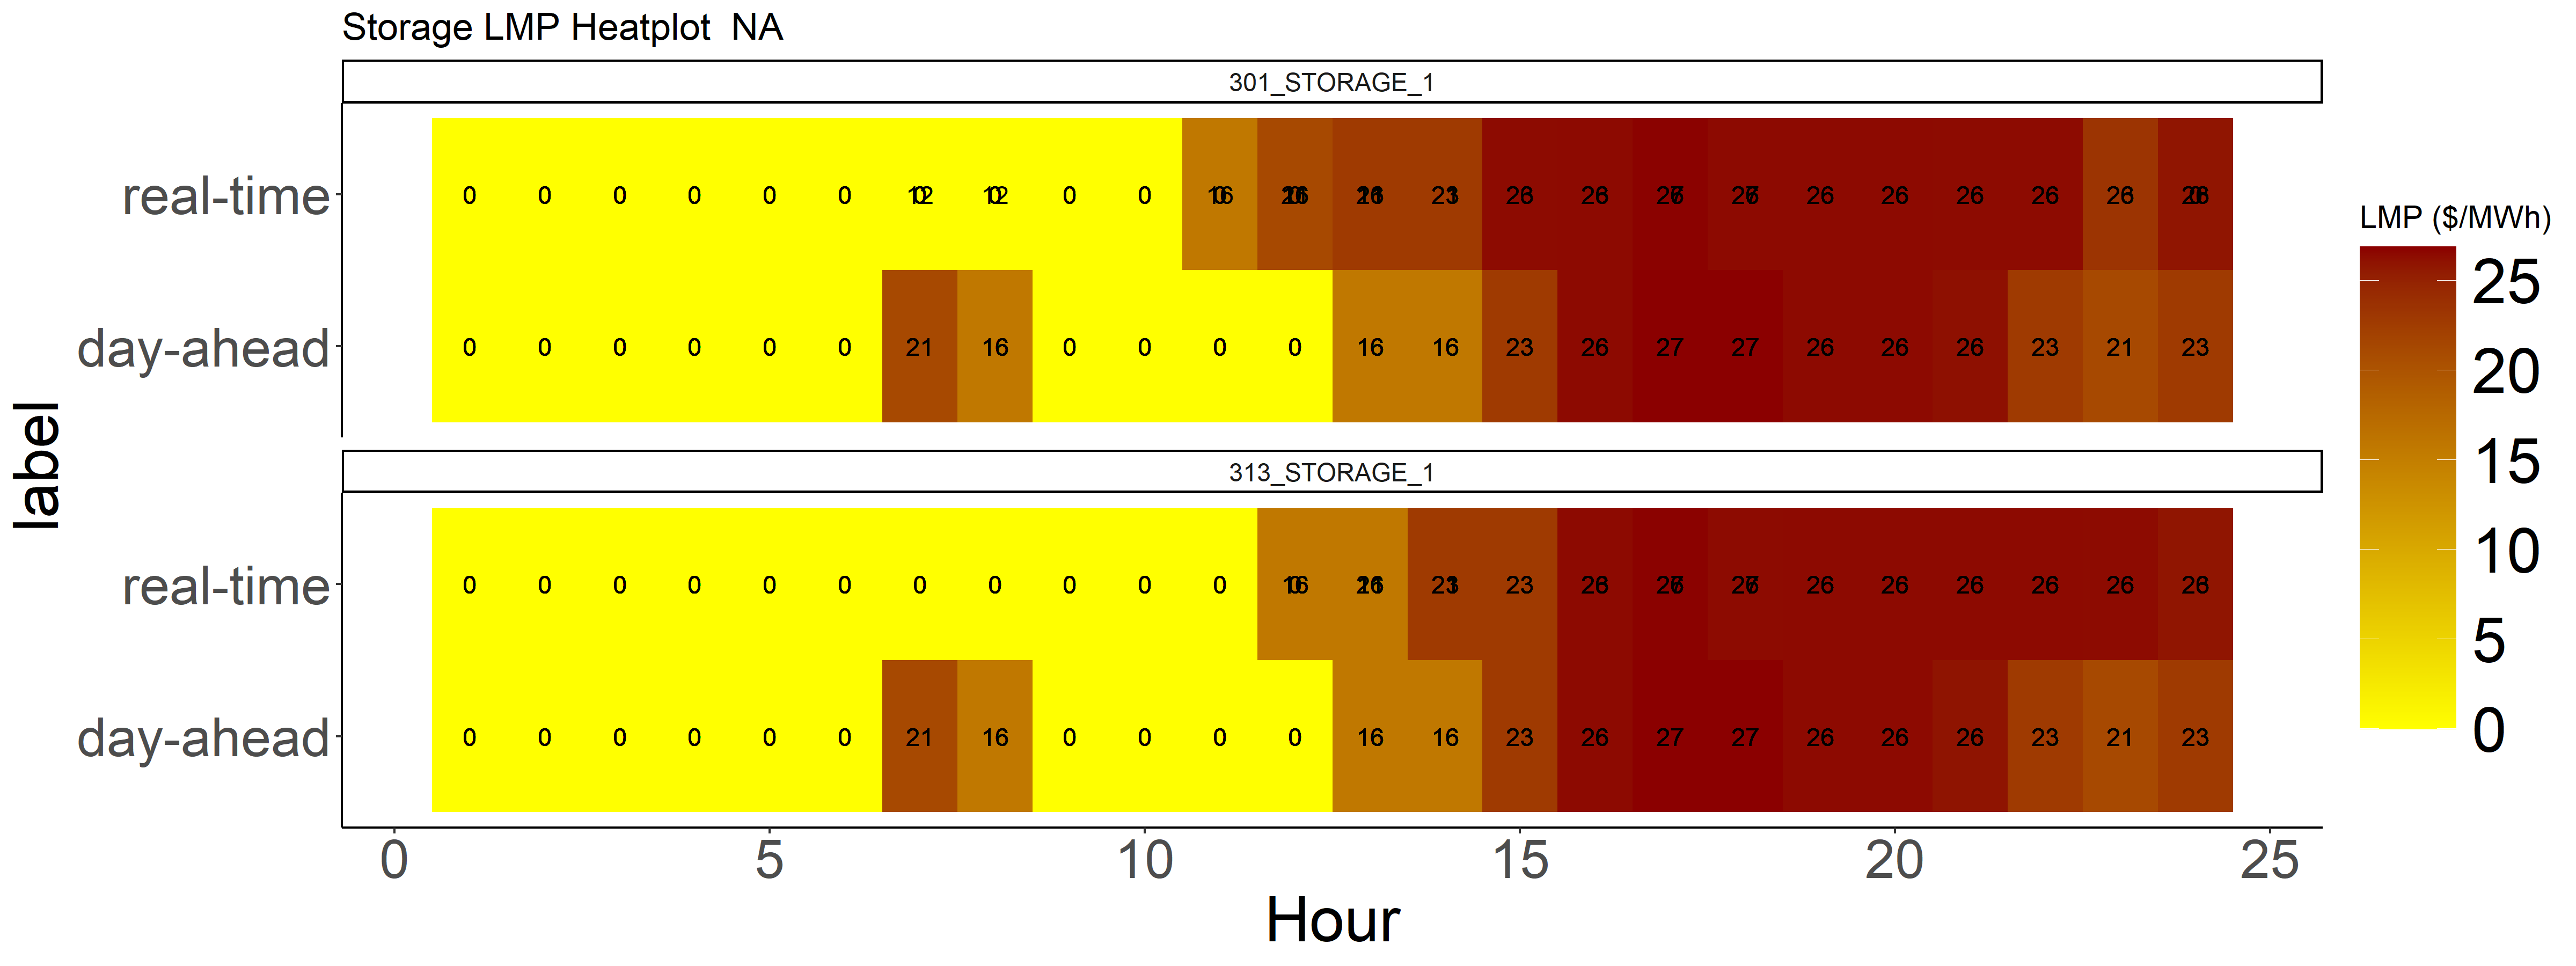 Storage LMP Heatplot  NA
301_STORAGE_1
real-time
0 0 0 0 0 0 0 0 26 26 26 26
day-ahead
0 0 0 0 0 0 21 16 0 0 0 0 16 16 23 26 27 27 26 26 26 23 21 23
label
313_STORAGE_1
real-time
0 0 0 0 0 0 0 0 0 0 0 23 26 26 26 26 26
day-ahead
0 0 0 0 0 0 21 16 0 0 0 0 16 16 23 26 27 27 26 26 26 23 21 23
0 5 10 15 20 25
Hour
LMP ($/MWh)
25
20
15
10
5
0